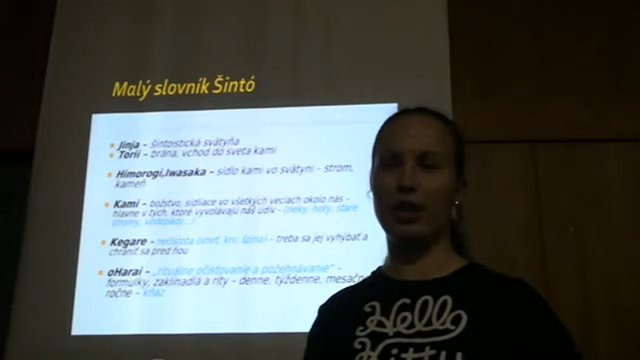 Malý slovník Šintó
Jinja – šintoistická svätyňa
Torii – brána, vchod do sveta kami
Himorogi,Iwasaka – sídlo kami vo svätyni - strom,
kameň
Kami – božstvo, sídliace vo všetkých veciach okolo nás -
hlavne v tých, ktoré vyvolávajú náš údiv – (rieky, hory, staré
stromy, vodopády...)
Kegare – nečistota (smrť, krv, špina) – treba sa jej vyhýbať a
chrániť sa pred ňou
oHarai – „rituálne očisťovanie a požehnávanie“ -
formulky, zaklínadlá a rity – denne, týždenne, mesačne
ročne – kňaz
Hello
Kitty